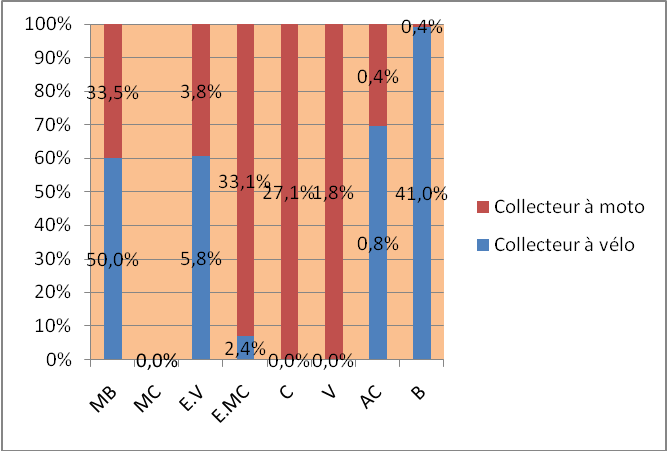 100%
90%
80%
70%
60%
50%
40%
30%
20%
10%
0%
33,5%
50,0%
0,0%
3,8%
5,8%
33,1%
2,4%
27,1%
0,0%
1,8%
0,0%
0,4%
0,8%
0,4%
41,0%
MB
MC
E.V
E.MC
C
V
AC
B
Collecteur à moto
Collecteur à vélo